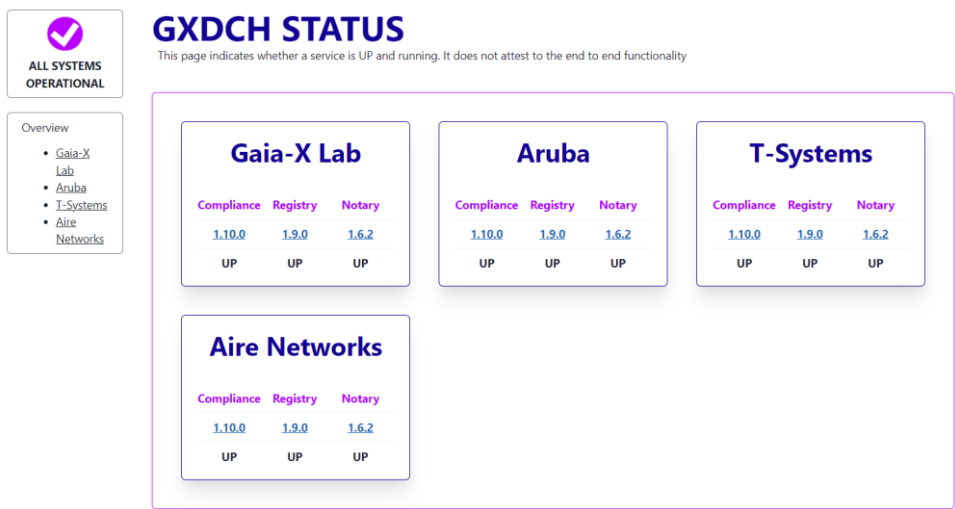 ALL SYSTEMS
OPERATIONAL
Overview
Gaia-X
Lab
Aruba
T-Systems
Aire
Networks
GXDCH STATUS
This page indicates whether a service is UP and running. It does not attest to the end to end functionality
Gaia-X Lab
Compliance Registry Notary
1.10.0 1.9.0 1.6.2
UP UP UP
Aruba
Compliance Registry Notary
1.10.0 1.9.0 1.6.2
UP UP UP
T-Systems
Compliance Registry Notary
1.10.0 1.9.0 1.6.2
UP UP UP
Aire Networks
Compliance Registry Notary
1.10.0 1.9.0 1.6.2
UP UP UP